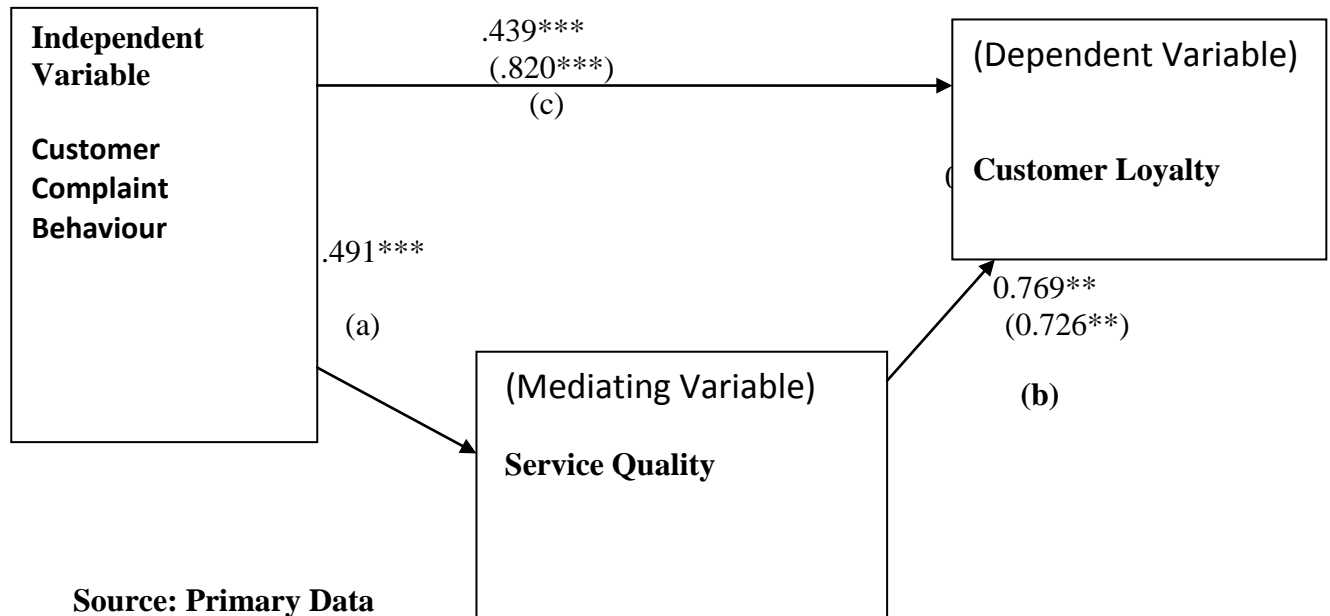 Independent
Variable
Customer
Complaint
Behaviour
.439***
(.820***)
(c)
(Dependent Variable)
(
Customer Loyalty
.491***
(a)
0.769**
(0.726**)
(b)
(Mediating Variable)
Service Quality
Source: Primary Data